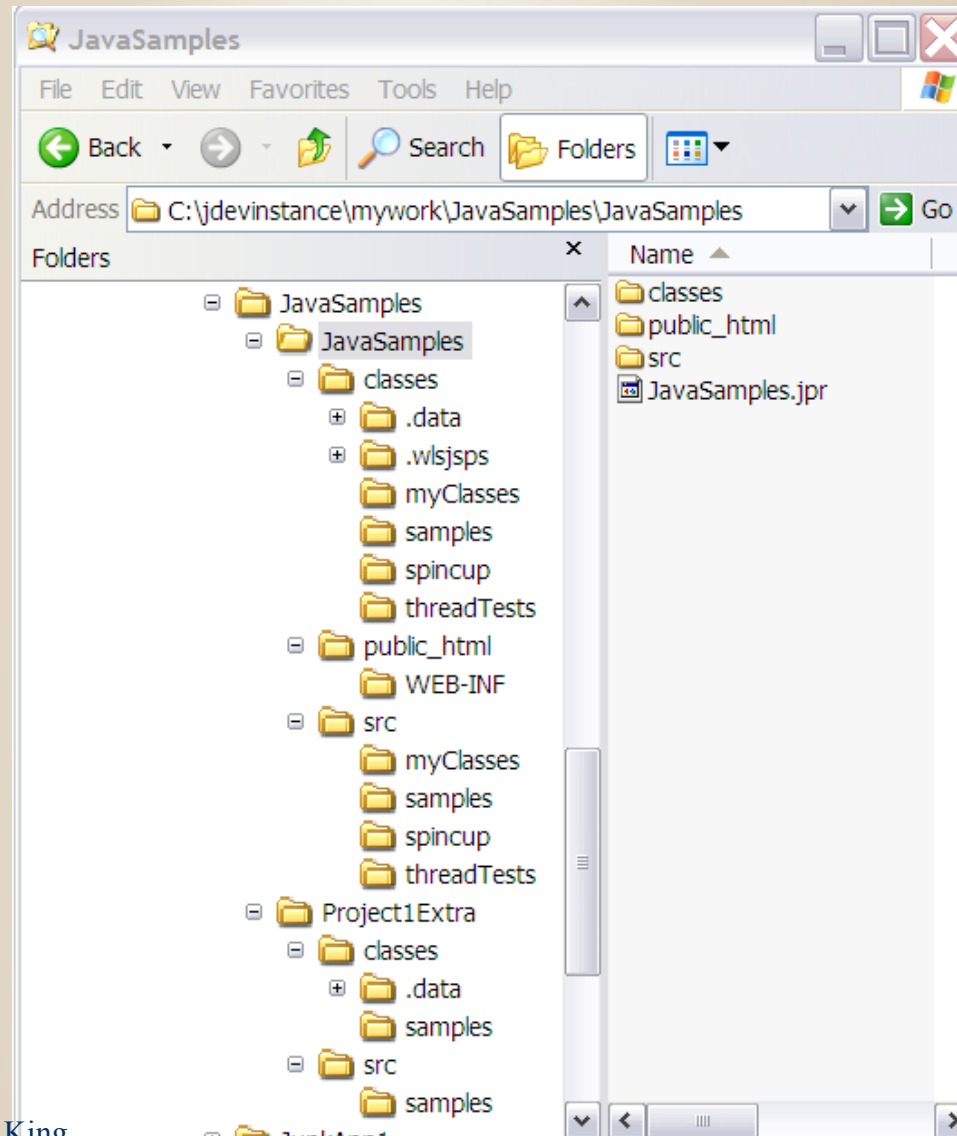 JavaSamples
File Edit View Favorites Tools Help
Back Search Folders
Address C:\jdevinstance\mywork\JavaSamples\JavaSamples Go
Folders × Name
JavaSamples
JavaSamples
classes
.data
.wlsjsps
myClasses
samples
spincup
threadTests
public_html
WEB-INF
src
myClasses
samples
spincup
threadTests
Project1Extra
classes
.data
samples
src
samples
classes
public_html
src
JavaSamples.jpr
King